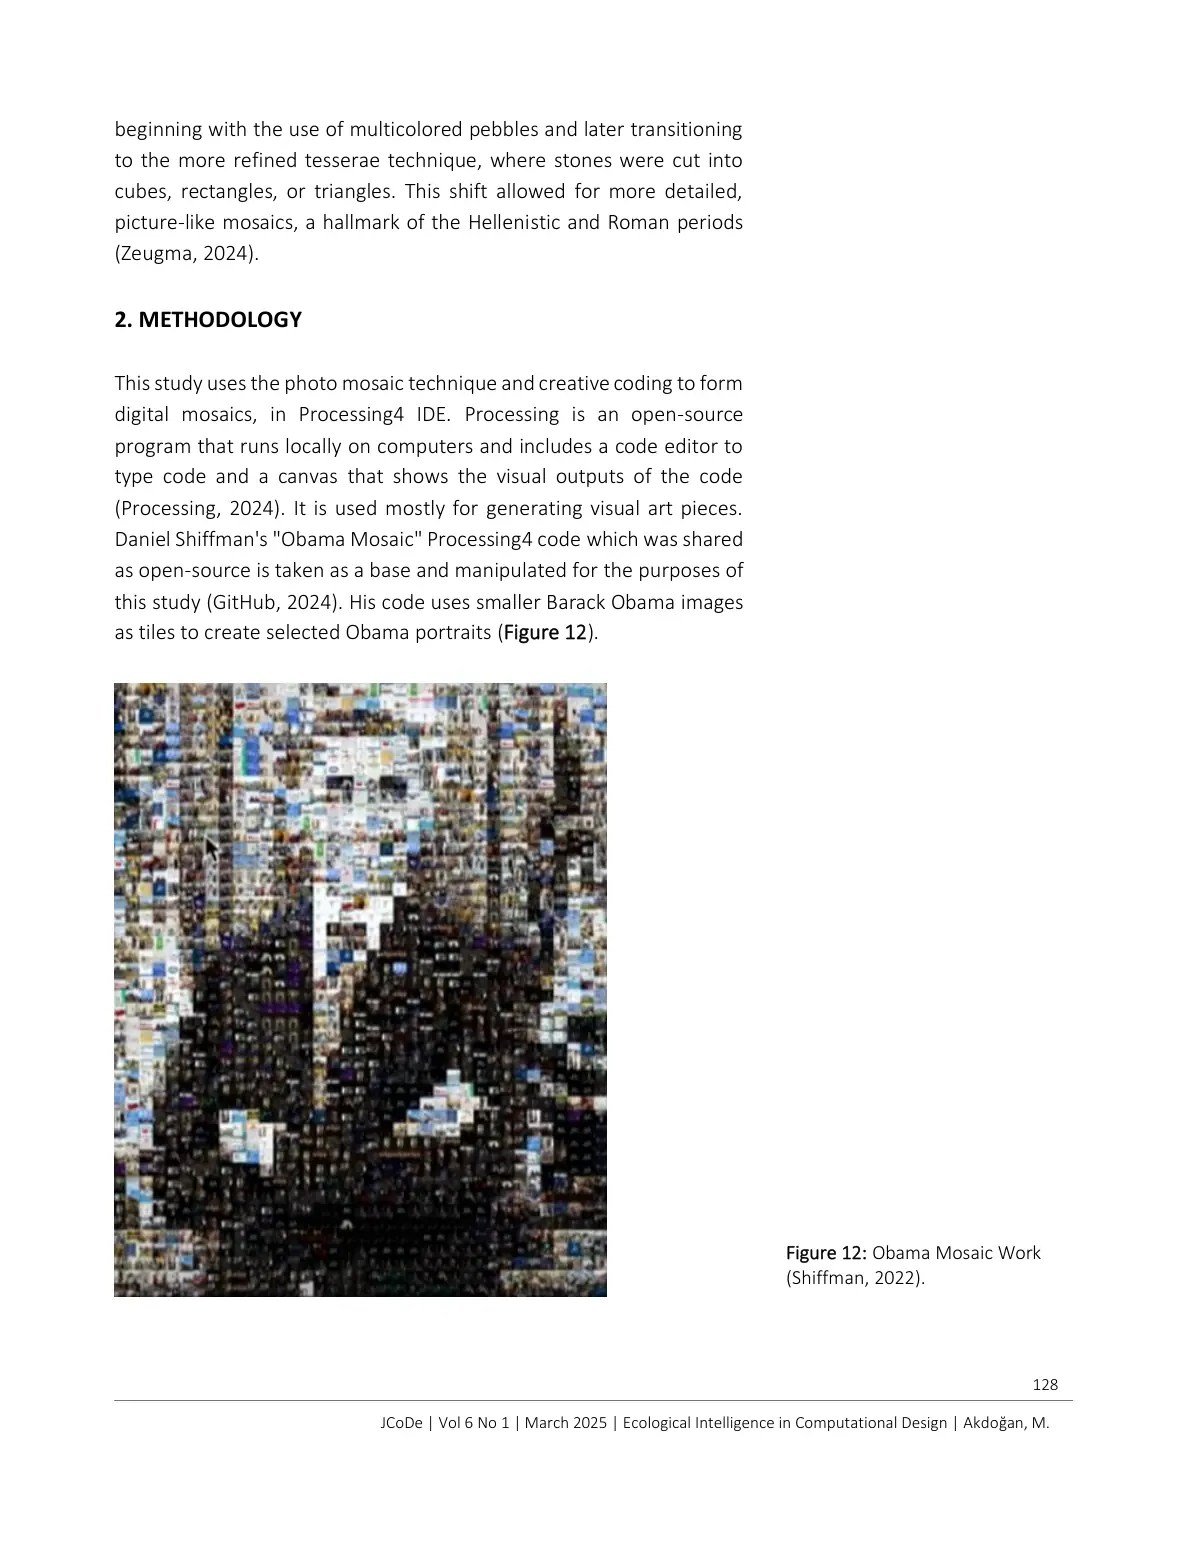 beginning with the use of multicolored pebbles and later transitioning
to the more refined tesserae technique, where stones were cut into
cubes, rectangles, or triangles. This shift allowed for more detailed,
picture-like mosaics, a hallmark of the Hellenistic and Roman periods
(Zeugma, 2024).
2. METHODOLOGY
This study uses the photo mosaic technique and creative coding to form
digital mosaics, in Processing4 IDE. Processing is an open-source
program that runs locally on computers and includes a code editor to
type code and a canvas that shows the visual outputs of the code
(Processing, 2024). It is used mostly for generating visual art pieces.
Daniel Shiffman's "Obama Mosaic" Processing4 code which was shared
as open-source is taken as a base and manipulated for the purposes of
this study (GitHub, 2024). His code uses smaller Barack Obama images
as tiles to create selected Obama portraits (Figure 12).
Figure 12: Obama Mosaic Work
(Shiffman, 2022).
128
JCoDe | Vol 6 No 1 | March 2025 | Ecological Intelligence in Computational Design | Akdoğan, M.